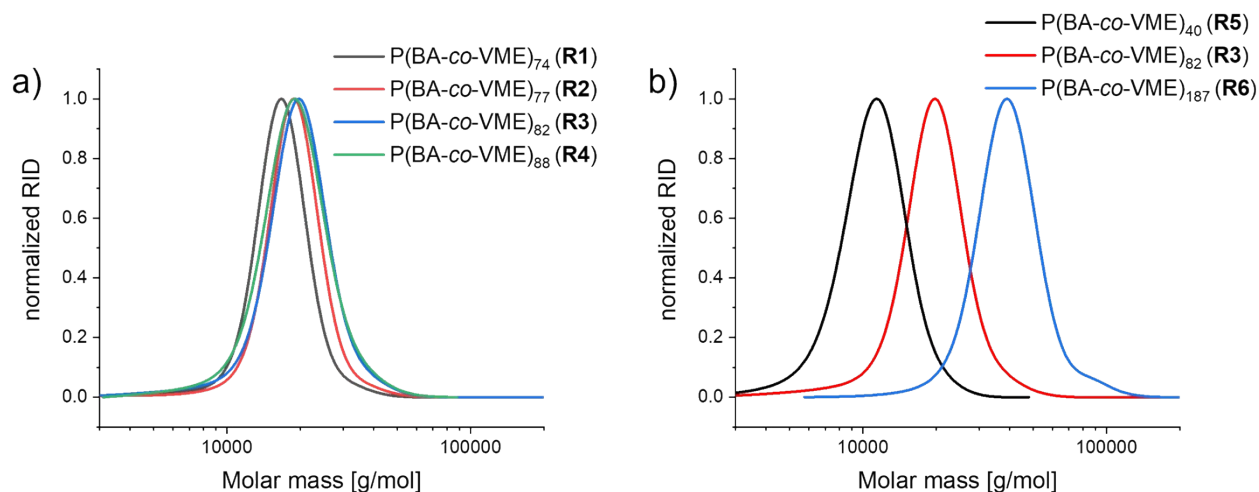 a)
P(BA-co-VME)74 (R1)
P(BA-co-VME)77 (R2)
P(BA-co-VME)82 (R3)
P(BA-co-VME)88 (R4)
normalized RID
1.0
0.8
0.6
0.4
0.2
0.0
10000 100000
Molar mass [g/mol]
b)
P(BA-co-VME)40 (R5)
P(BA-co-VME)82 (R3)
P(BA-co-VME)187 (R6)
normalized RID
1.0
0.8
0.6
0.4
0.2
0.0
10000 100000
Molar mass [g/mol]